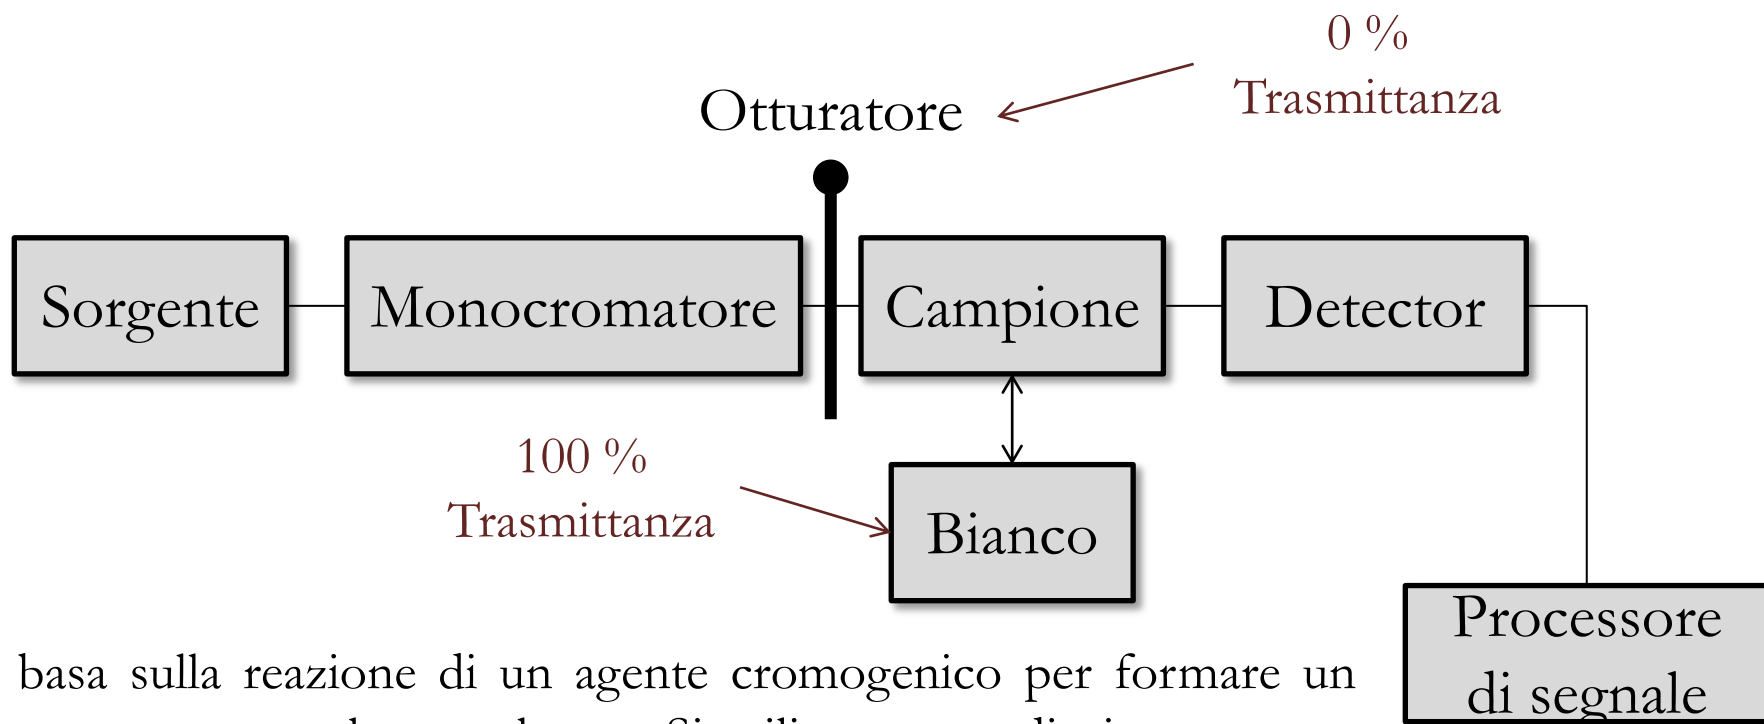 0 %
Trasmittanza
Otturatore
Sorgente
Monocromatore
Campione
Detector
100 %
Trasmittanza
Bianco
Processore
di segnale
basa sulla reazione di un agente cromogenico per formare un